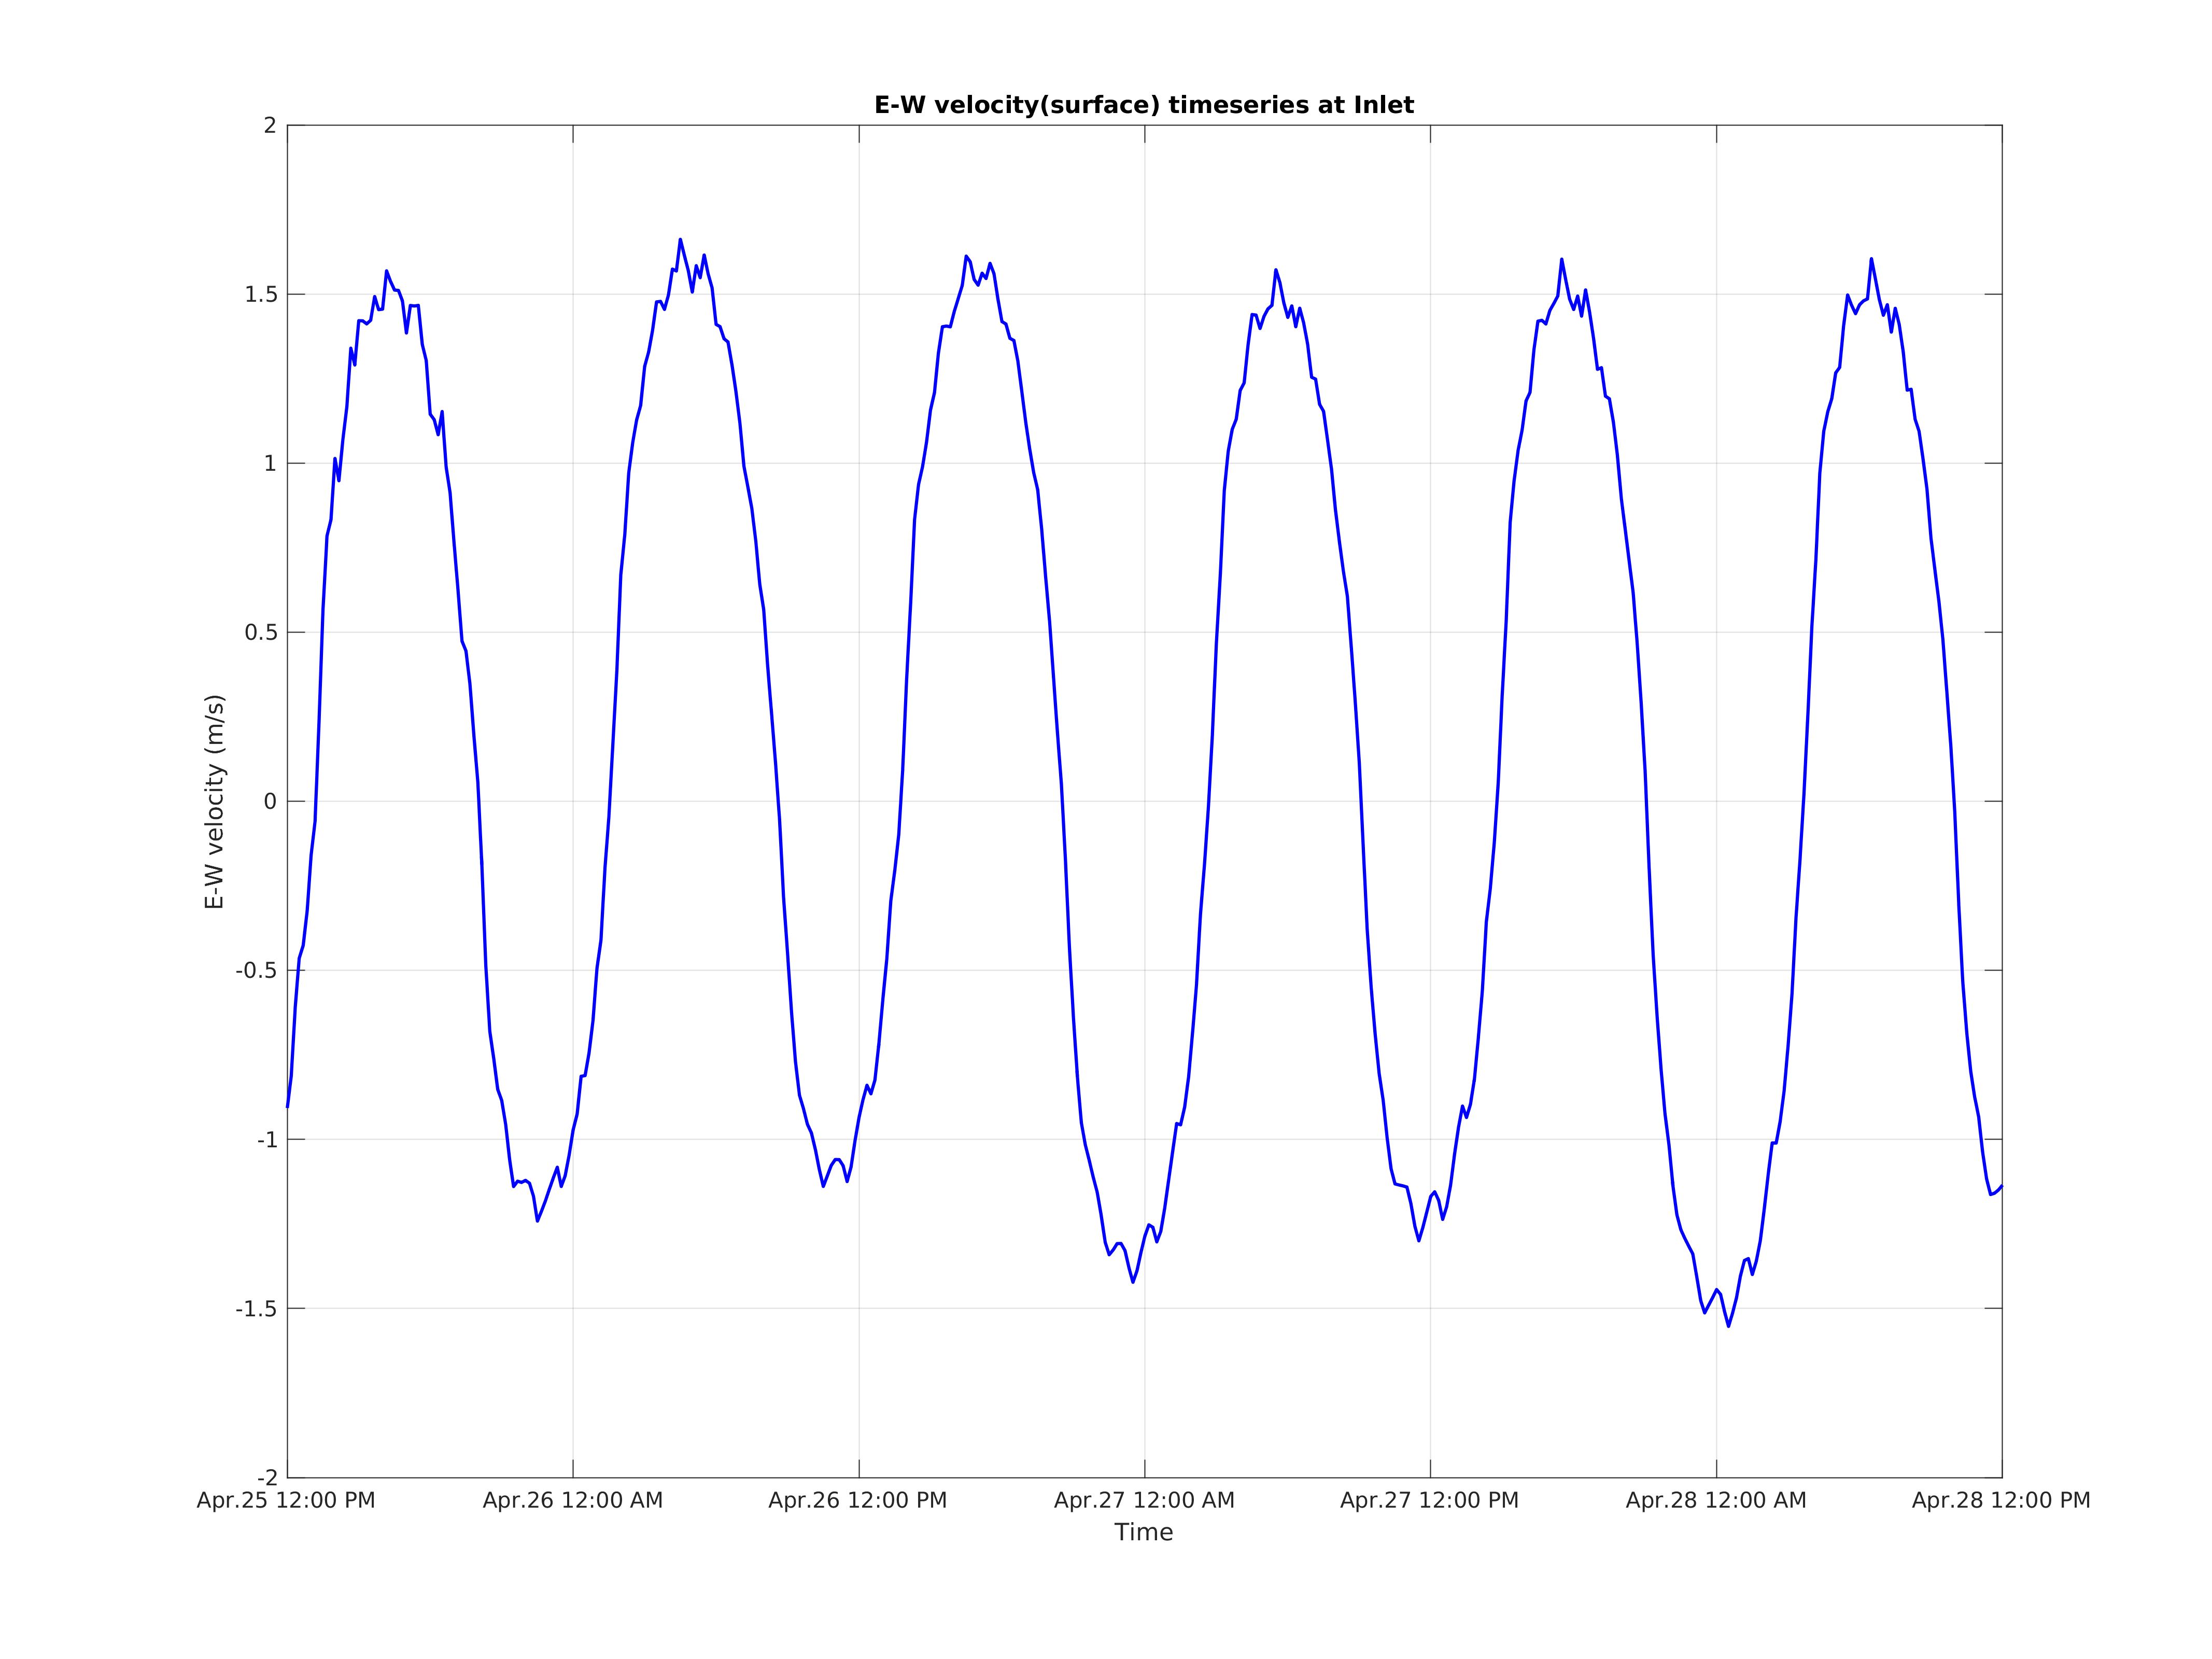 E-W velocity(surface) timeseries at Inlet
2
1.5
1
0.5
0
-0.5
-1
-1.5
-2
E-W velocity (m/s)
Apr.25 12:00 PM Apr.26 12:00 AM Apr.26 12:00 PM Apr.27 12:00 AM Apr.27 12:00 PM Apr.28 12:00 AM Apr.28 12:00 PM
Time